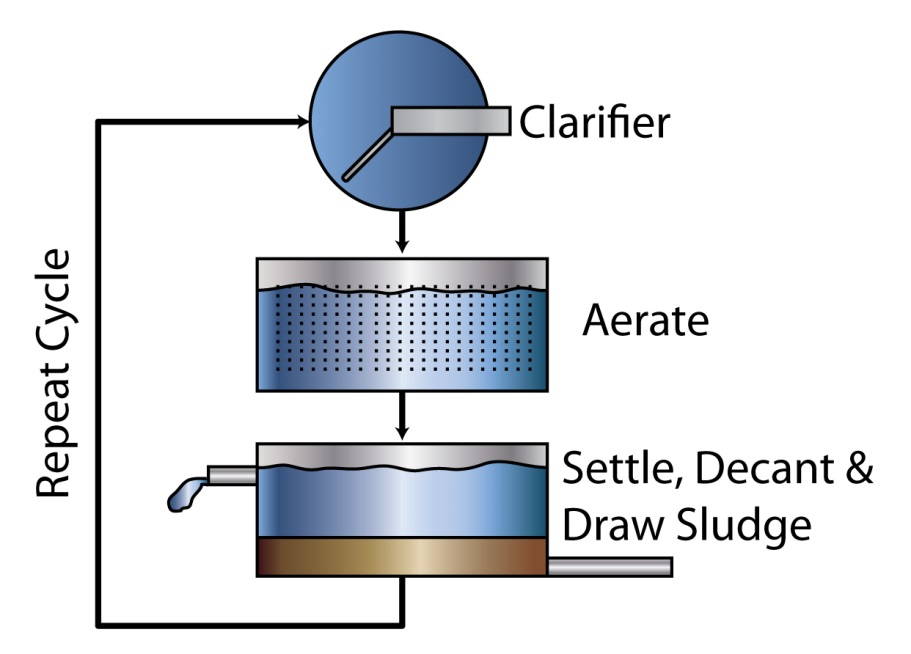 Clarifier
Aerate
Settle, Decant &
Draw Sludge
Repeat Cycle